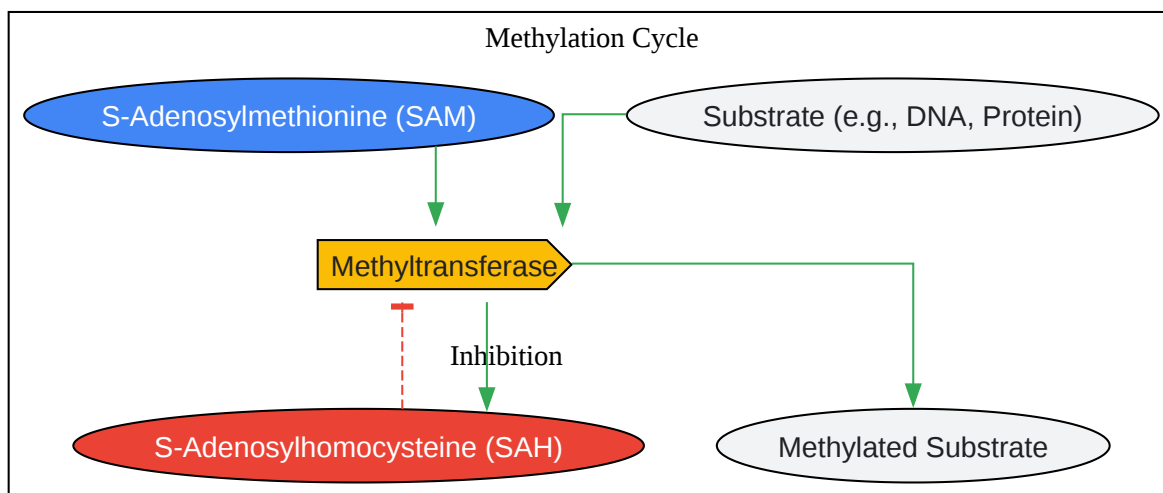 Methylation Cycle
S-Adenosylmethionine (SAM)
Substrate (e.g., DNA, Protein)
Methyltransferase
Inhibition
S-Adenosylhomocysteine (SAH)
Methylated Substrate